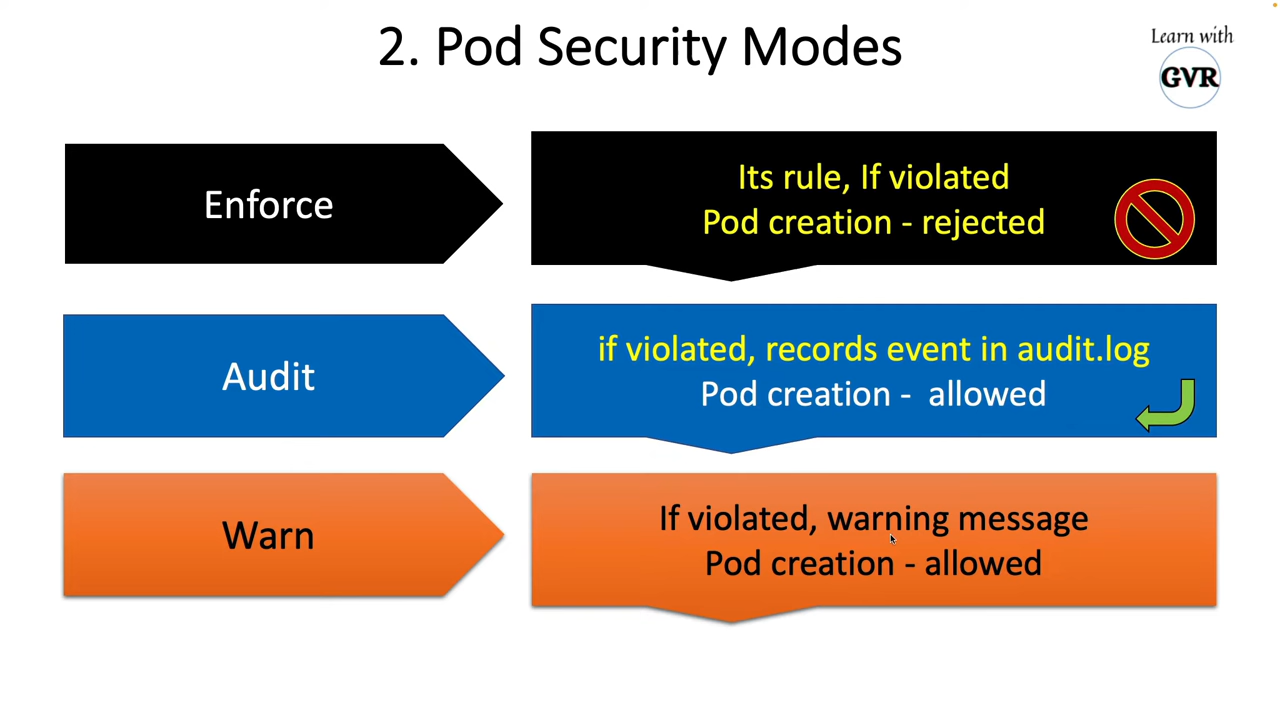 2. Pod Security Modes
Learn with
GVR
Enforce
Its rule, If violated
Pod creation - rejected
Audit
if violated, records event in audit.log
Pod creation -  allowed
Warn
If violated, warning message
Pod creation - allowed